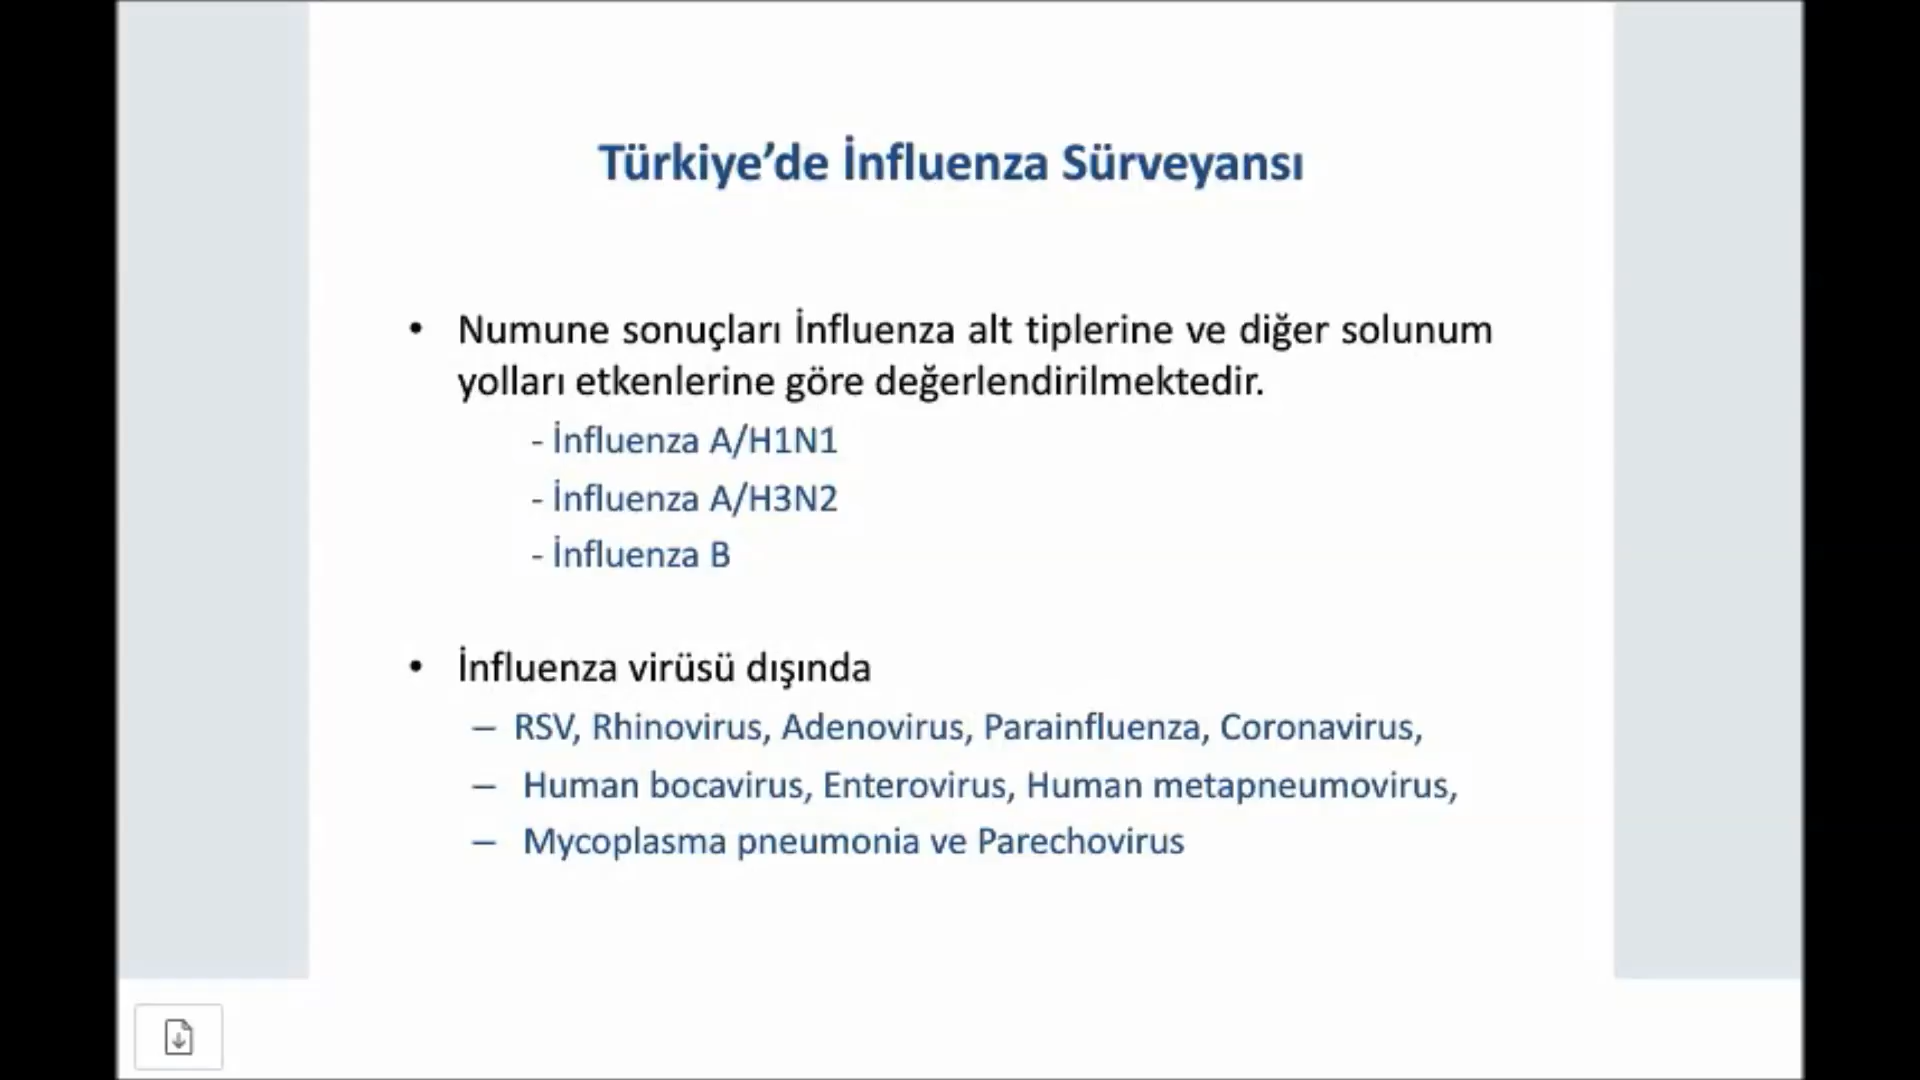 Türkiye’de İnfluenza Sürveyansı
• Numune sonuçları İnfluenza alt tiplerine ve diğer solunum
yolları etkenlerine göre değerlendirilmektedir.
- İnfluenza A/H1N1
- İnfluenza A/H3N2
- İnfluenza B
• İnfluenza virüsü dışında
– RSV, Rhinovirus, Adenovirus, Parainfluenza, Coronavirus,
– Human bocavirus, Enterovirus, Human metapneumovirus,
– Mycoplasma pneumonia ve Parechovirus